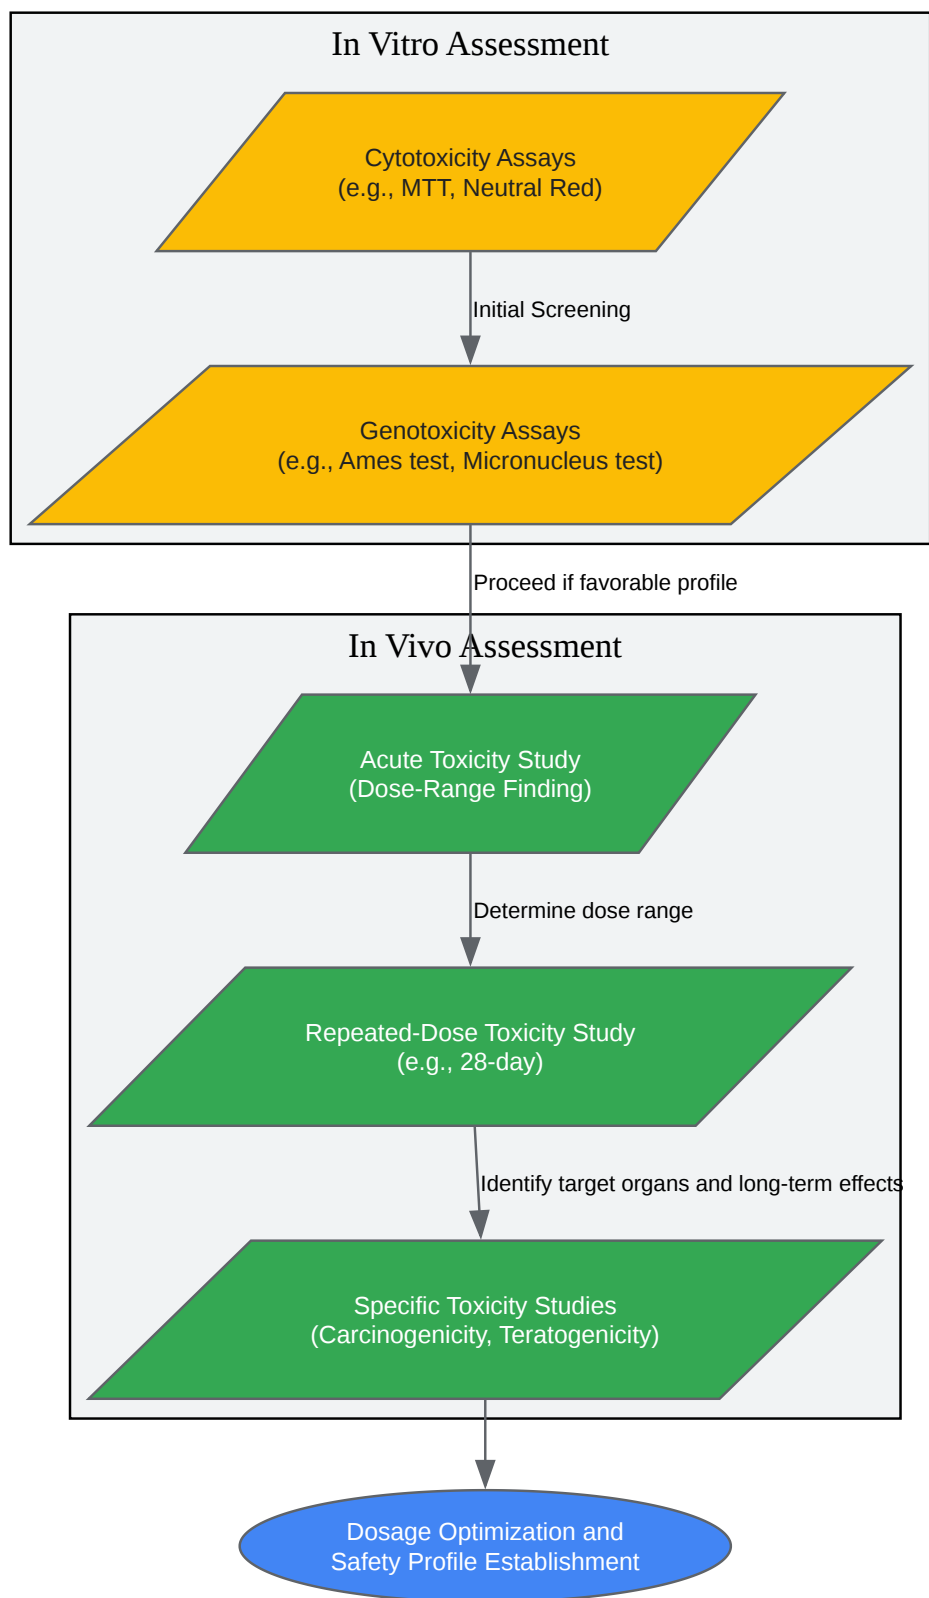 In Vitro Assessment
Cytotoxicity Assays
(e.g., MTT, Neutral Red)
Initial Screening
Genotoxicity Assays
(e.g., Ames test, Micronucleus test)
Proceed if favorable profile
In Vivo Assessment
Acute Toxicity Study
(Dose-Range Finding)
Determine dose range
Repeated-Dose Toxicity Study
(e.g., 28-day)
Identify target organs and long-term effects
Specific Toxicity Studies
(Carcinogenicity, Teratogenicity)
Dosage Optimization and
Safety Profile Establishment